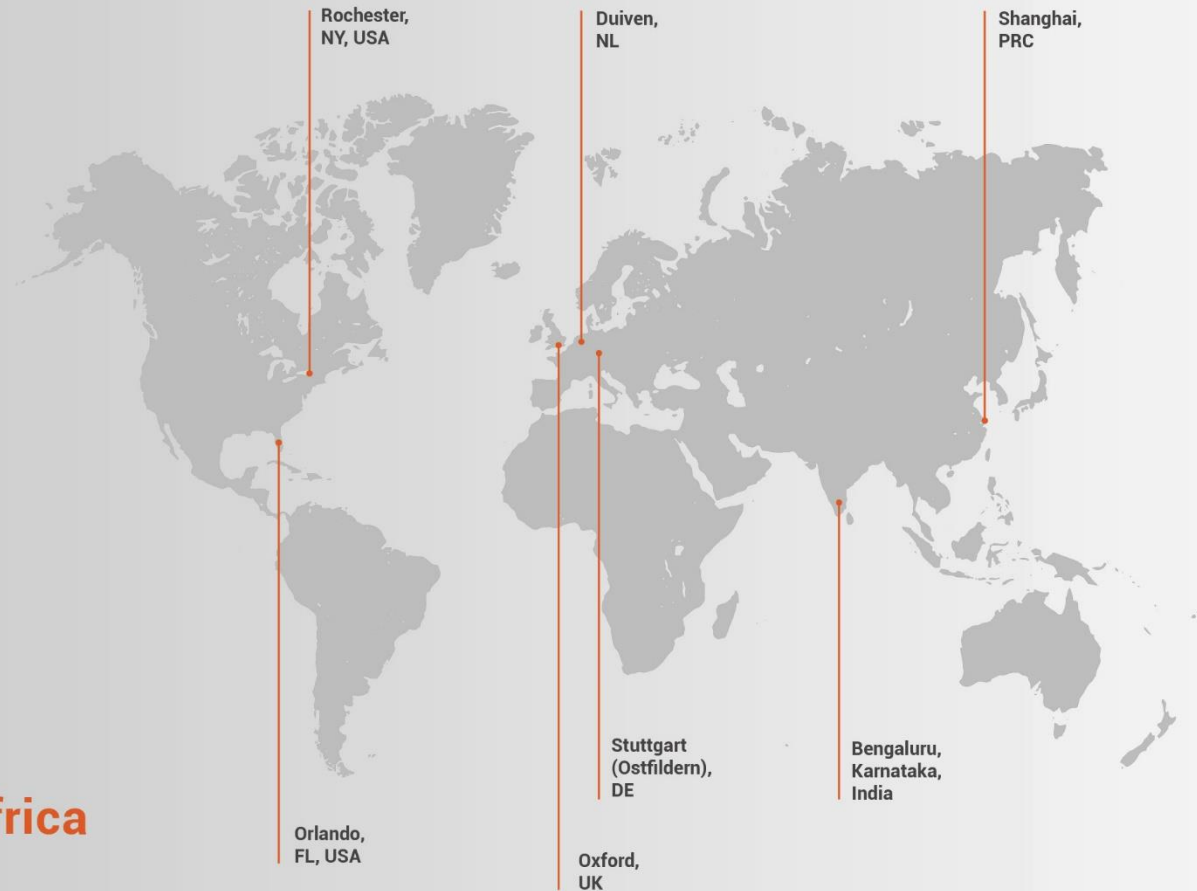 Rochester,
NY, USA
Duiven,
NL
Shanghai,
PRC
Stuttgart
(Ostfildern),
DE
Bengaluru,
Karnataka,
India
frica
Orlando,
FL, USA
Oxford,
UK